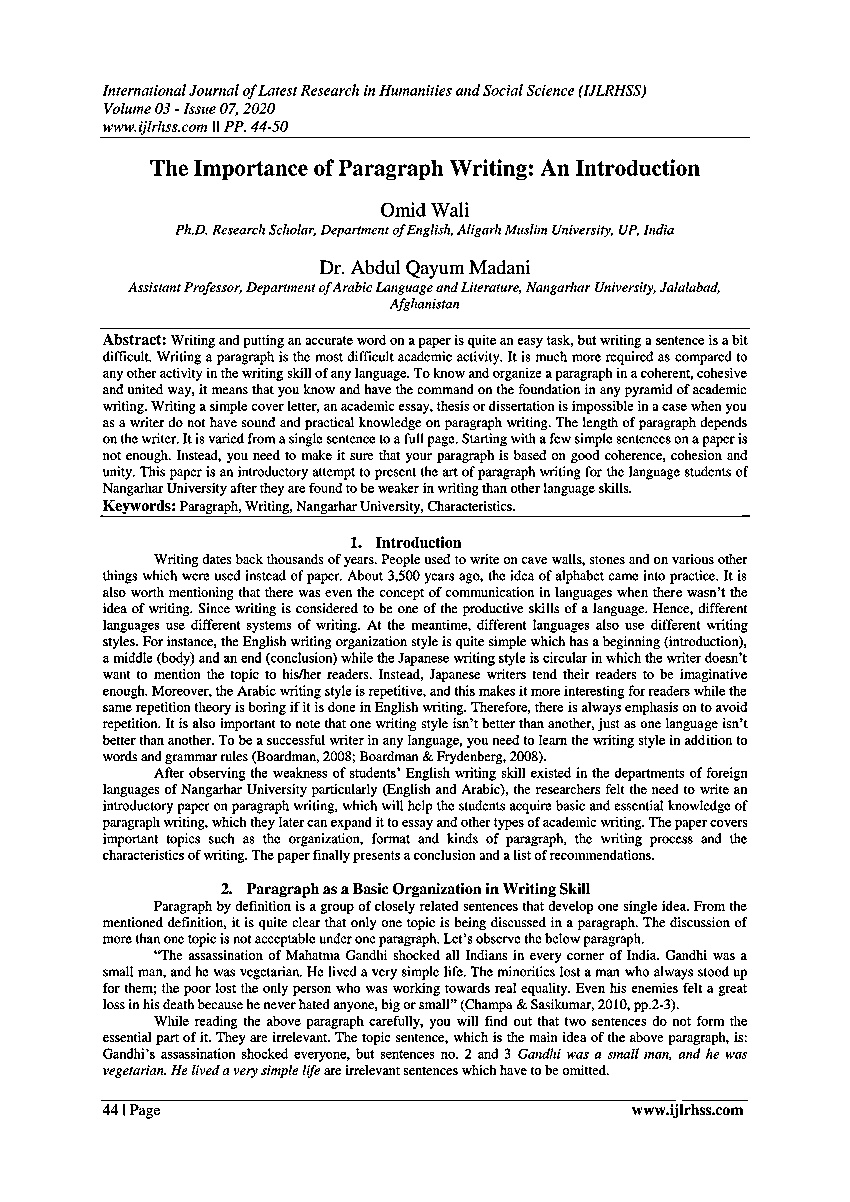 International Journal of Latest Research in Humanities and Social Science (IJLRHSS)
Volume 03 - Issue 07, 2020
www.ijlrhss.com || PP. 44-50
The Importance of Paragraph Writing: An Introduction
Omid Wali
Ph.D. Research Scholar, Department of English, Aligarh Muslim University, UP, India
Dr. Abdul Qayum Madani
Assistant Professor, Department of Arabic Language and Literature, Nangarhar University, Jalalabad,
Afghanistan
Abstract: Writing and putting an accurate word on a paper is quite an easy task, but writing a sentence is a bit
difficult. Writing a paragraph is the most difficult academic activity. It is much more required as compared to
any other activity in the writing skill of any language. To know and organize a paragraph in a coherent, cohesive
and united way, it means that you know and have the command on the foundation in any pyramid of academic
writing. Writing a simple cover letter, an academic essay, thesis or dissertation is impossible in a case when you
as a writer do not have sound and practical knowledge on paragraph writing. The length of paragraph depends
on the writer. It is varied from a single sentence to a full page. Starting with a few simple sentences on a paper is
not enough. Instead, you need to make it sure that your paragraph is based on good coherence, cohesion and
unity. This paper is an introductory attempt to present the art of paragraph writing for the language students of
Nangarhar University after they are found to be weaker in writing than other language skills.
Keywords: Paragraph, Writing, Nangarhar University, Characteristics.
1. Introduction
Writing dates back thousands of years. People used to write on cave walls, stones and on various other
things which were used instead of paper. About 3,500 years ago, the idea of alphabet came into practice. It is
also worth mentioning that there was even the concept of communication in languages when there wasn't the
idea of writing. Since writing is considered to be one of the productive skills of a language. Hence, different
languages use different systems of writing. At the meantime, different languages also use different writing
styles. For instance, the English writing organization style is quite simple which has a beginning (introduction),
a middle (body) and an end (conclusion) while the Japanese writing style is circular in which the writer doesn't
want to mention the topic to his/her readers. Instead, Japanese writers tend their readers to be imaginative
enough. Moreover, the Arabic writing style is repetitive, and this makes it more interesting for readers while the
same repetition theory is boring if it is done in English writing. Therefore, there is always emphasis on to avoid
repetition. It is also important to note that one writing style isn't better than another, just as one language isn't
better than another. To be a successful writer in any language, you need to learn the writing style in addition to
words and grammar rules (Boardman, 2008; Boardman & Frydenberg, 2008).
After observing the weakness of students' English writing skill existed in the departments of foreign
languages of Nangarhar University particularly (English and Arabic), the researchers felt the need to write an
introductory paper on paragraph writing, which will help the students acquire basic and essential knowledge of
paragraph writing, which they later can expand it to essay and other types of academic writing. The paper covers
important topics such as the organization, format and kinds of paragraph, the writing process and the
characteristics of writing. The paper finally presents a conclusion and a list of recommendations.
2. Paragraph as a Basic Organization in Writing Skill
Paragraph by definition is a group of closely related sentences that develop one single idea. From the
mentioned definition, it is quite clear that only one topic is being discussed in a paragraph. The discussion of
more than one topic is not acceptable under one paragraph. Let's observe the below paragraph.
"The assassination of Mahatma Gandhi shocked all Indians in every corner of India. Gandhi was a
small man, and he was vegetarian. He lived a very simple life. The minorities lost a man who always stood up
for them; the poor lost the only person who was working towards real equality. Even his enemies felt a great
loss in his death because he never hated anyone, big or small" (Champa & Sasikumar, 2010, pp.2-3).
While reading the above paragraph carefully, you will find out that two sentences do not form the
essential part of it. They are irrelevant. The topic sentence, which is the main idea of the above paragraph, is:
Gandhi's assassination shocked everyone, but sentences no. 2 and 3 Gandhi was a small man, and he was
vegetarian. He lived a very simple life are irrelevant sentences which have to be omitted.
44 | Page www.ijlrhss.com